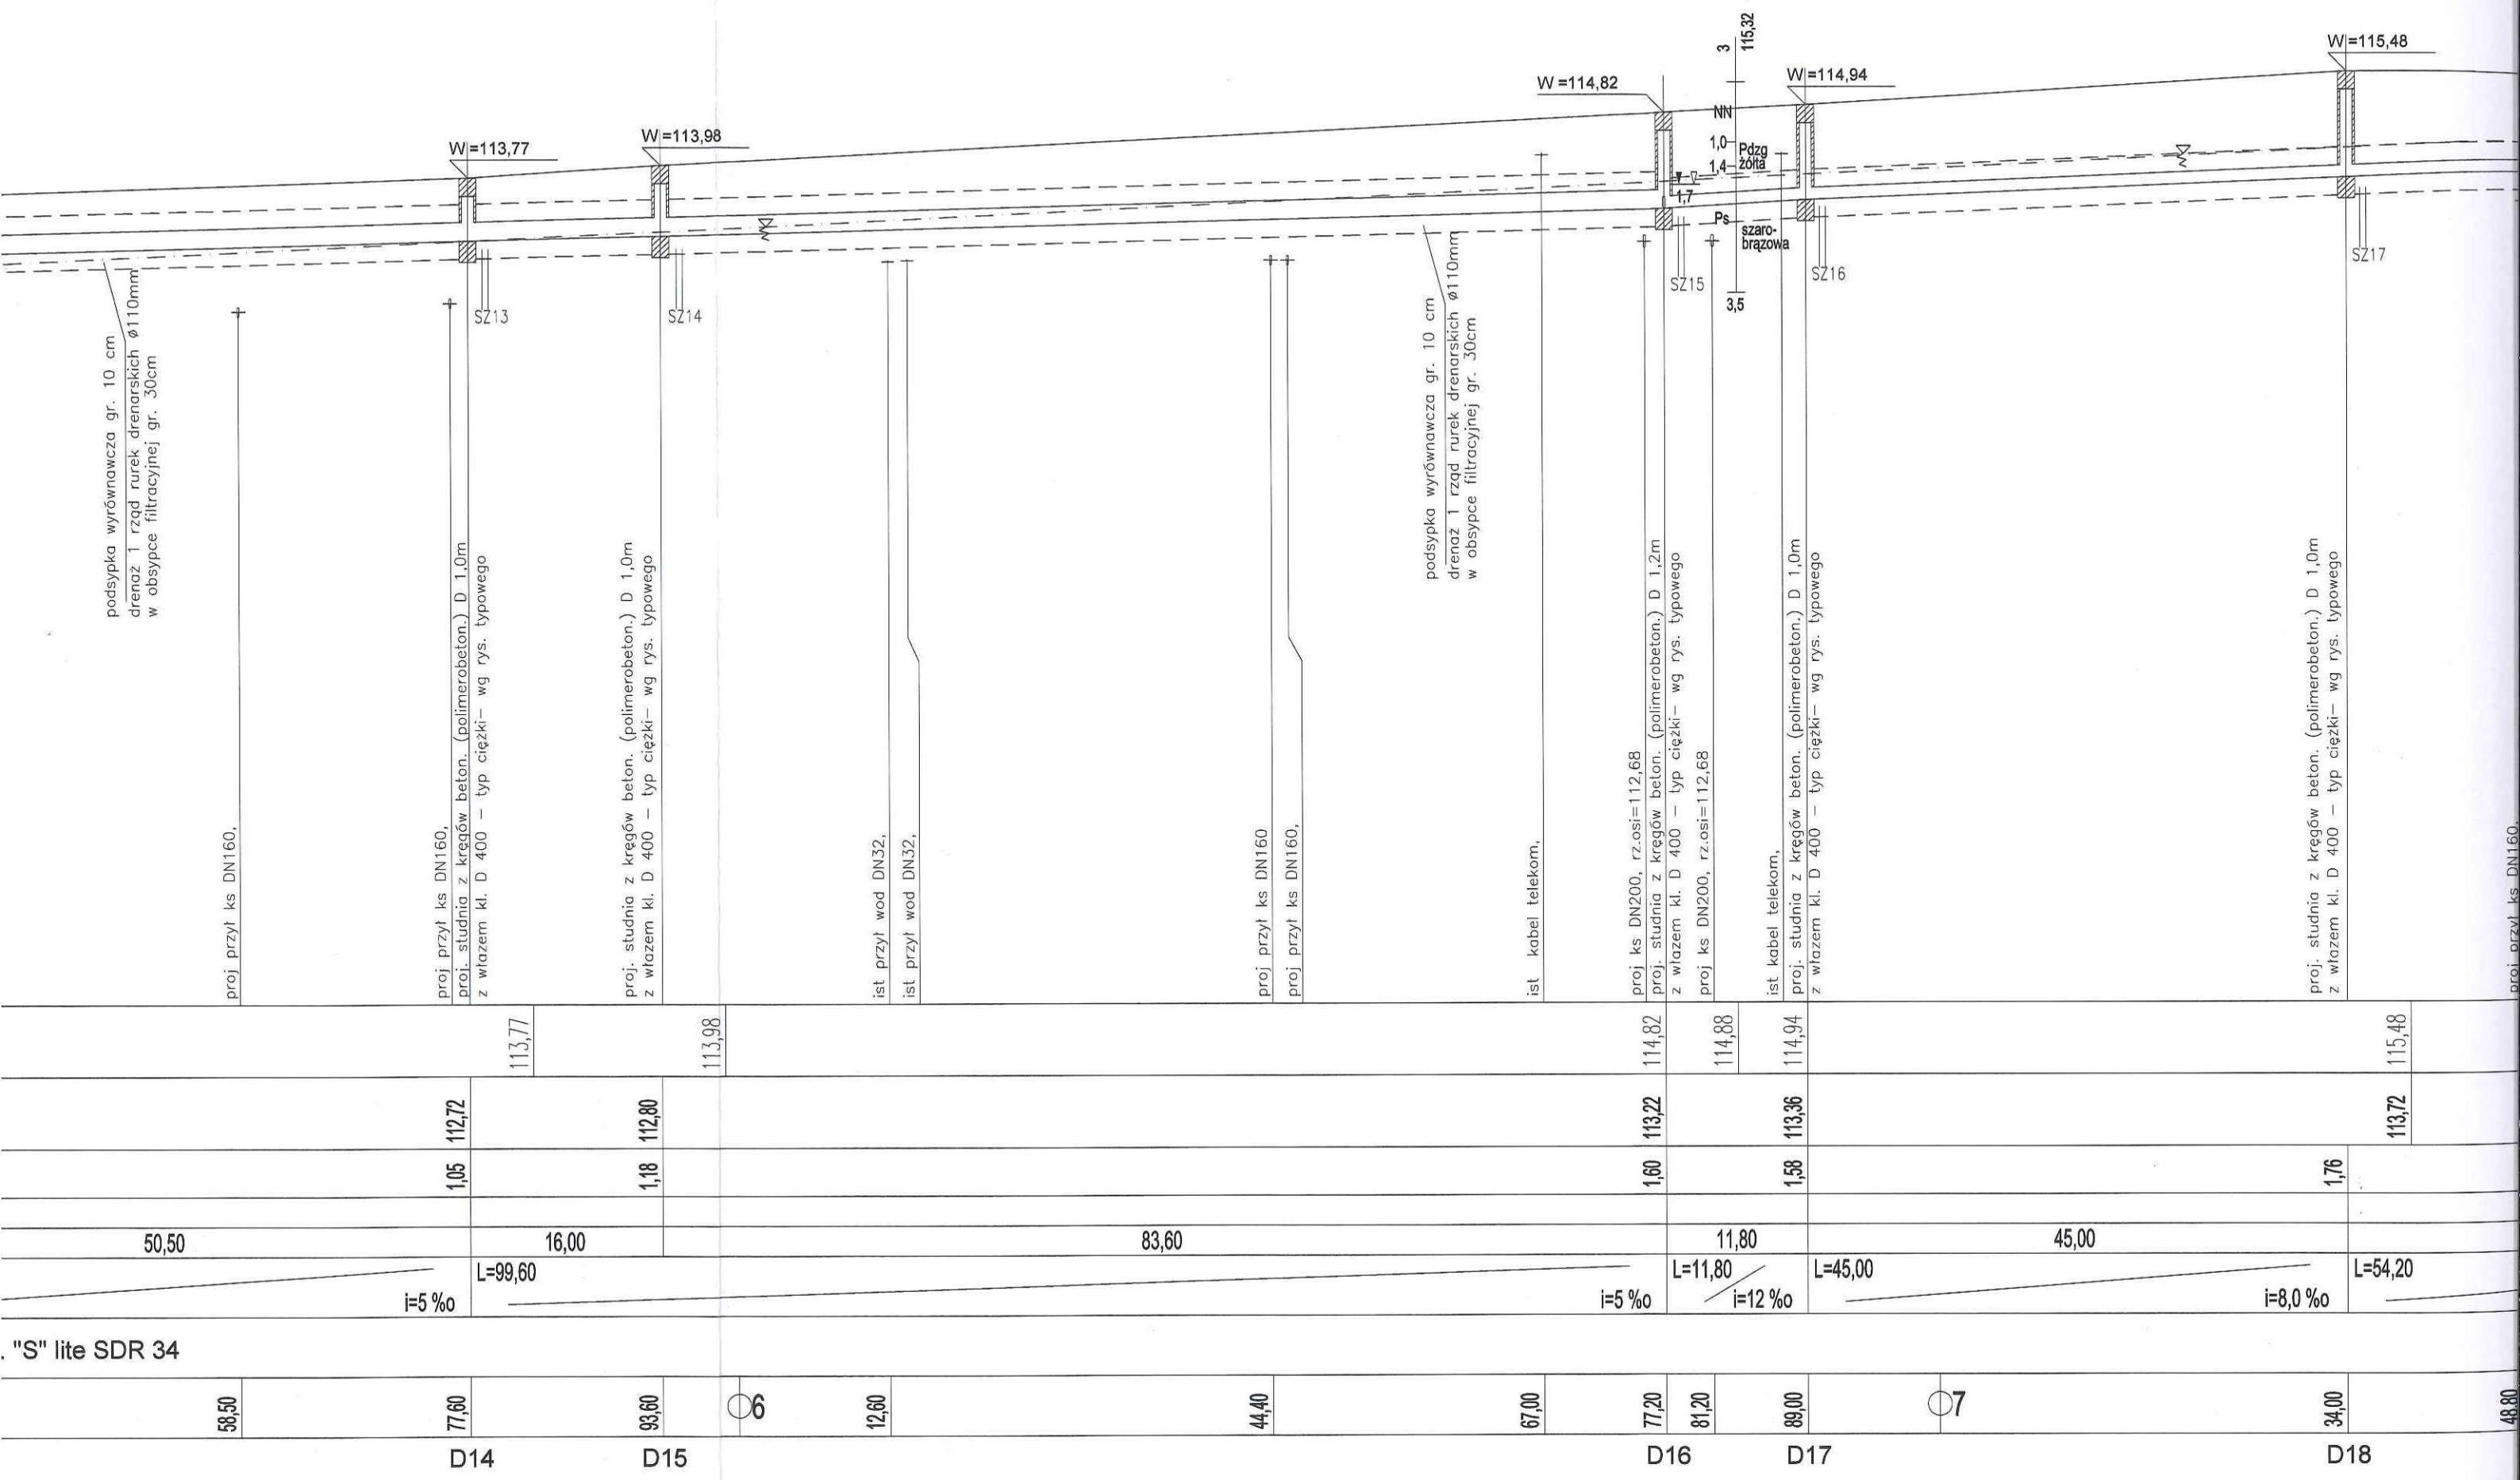 115,32
3
W=115,48
W=114,82
W=114,94
NN
W=113,98
W=113,77
1,0
Pdzg
żółta
1,4
1,7
Ps
szaro-
brązowa
3,5
SZ13
SZ14
SZ15
SZ16
SZ17
podsypka wyrównawcza gr. 10 cm
drenaż 1 rząd rurek drenarskich ø110mm
w obsypce filtracyjnej gr. 30cm
podsypka wyrównawcza gr. 10 cm
drenaż 1 rząd rurek drenarskich ø110mm
w obsypce filtracyjnej gr. 30cm
proj przył ks DN160,
proj przył ks DN160,
proj. studnia z kręgów beton. (polimerobeton.) D 1,0m
z włazem kl. D 400 – typ ciężki– wg rys. typowego
proj. studnia z kręgów beton. (polimerobeton.) D 1,0m
z włazem kl. D 400 – typ ciężki– wg rys. typowego
ist przył wod DN32,
ist przył wod DN32,
proj przył ks DN160
proj przył ks DN160,
ist kabel telekom,
proj ks DN200, rz.osi=112,68
proj. studnia z kręgów beton. (polimerobeton.) D 1,2m
z włazem kl. D 400 – typ ciężki– wg rys. typowego
proj ks DN200, rz.osi=112,68
ist kabel telekom,
proj. studnia z kręgów beton. (polimerobeton.) D 1,0m
z włazem kl. D 400 – typ ciężki– wg rys. typowego
proj. studnia z kręgów beton. (polimerobeton.) D 1,0m
z włazem kl. D 400 – typ ciężki– wg rys. typowego
proj przył ks DN160,
113,77
113,98
114,82
114,88
114,94
115,48
112,72
112,80
113,22
113,36
113,72
1,05
1,18
1,60
1,58
1,76
50,50
16,00
83,60
11,80
45,00
L=99,60
L=11,80
L=45,00
L=54,20
i=5 %o
i=5 %o
i=12 %o
i=8,0 %o
. "S" lite SDR 34
58,50
77,60
93,60
6
12,60
44,40
67,00
77,20
81,20
89,00
7
34,00
48,80
D14
D15
D16
D17
D18